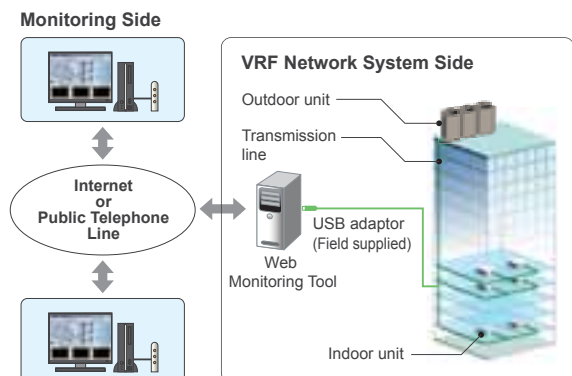 Monitoring Side
Internet
or
Public Telephone
Line
VRF Network System Side
Outdoor unit
Transmission
line
USB adaptor
(Field supplied)
Web
Monitoring Tool
Indoor unit